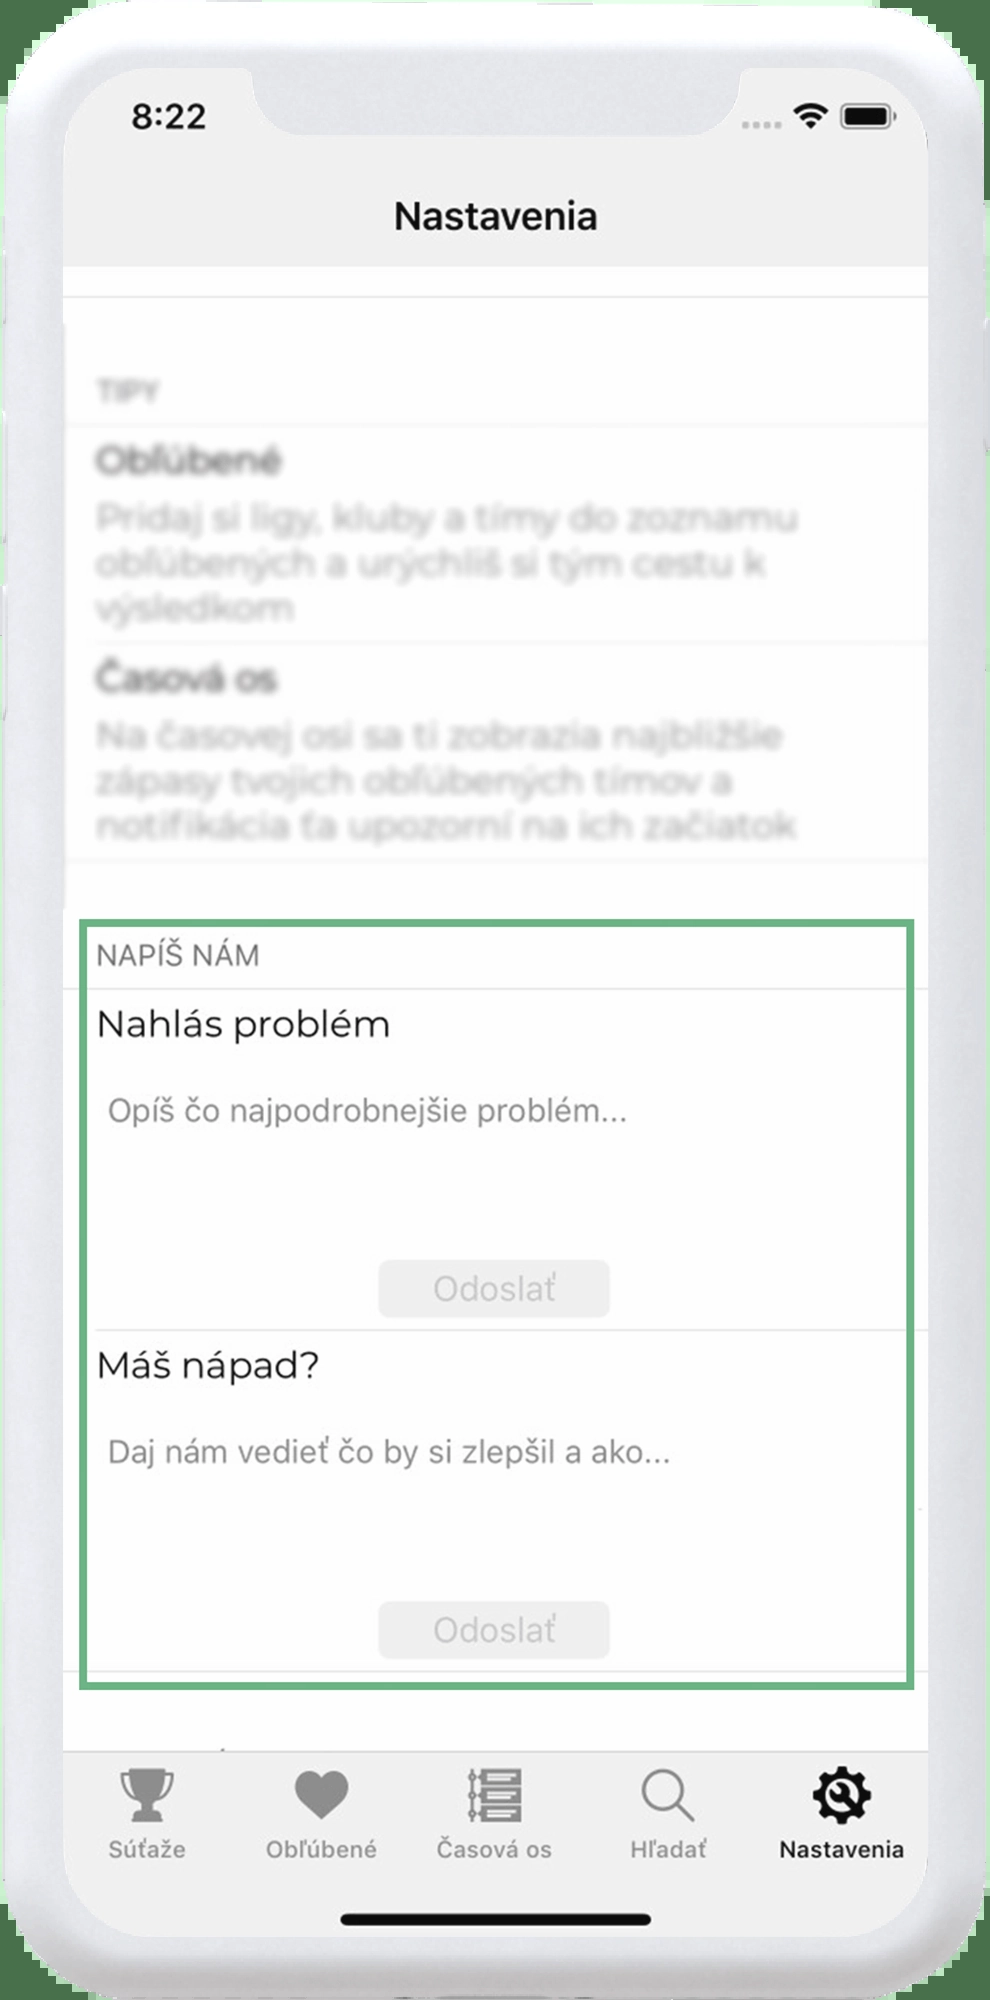 8:22
Nastavenia
TIPY
Obľúbené
Pridaj si ligy, kluby a tímy do zoznamu
obľúbených a urýchliš si tým cestu k
výsledkom
Časová os
Na časovej osi sa ti zobrazia najbližšie
zápasy tvojich obľúbených tímov a
notifikácia ťa upozorní na ich začiatok
NAPÍŠ NÁM
Nahlás problém
Opíš čo najpodrobnejšie problém...
Odoslať
Máš nápad?
Daj nám vedieť čo by si zlepšil a ako...
Odoslať
Súťaže
Obľúbené
Časová os
Hľadať
Nastavenia